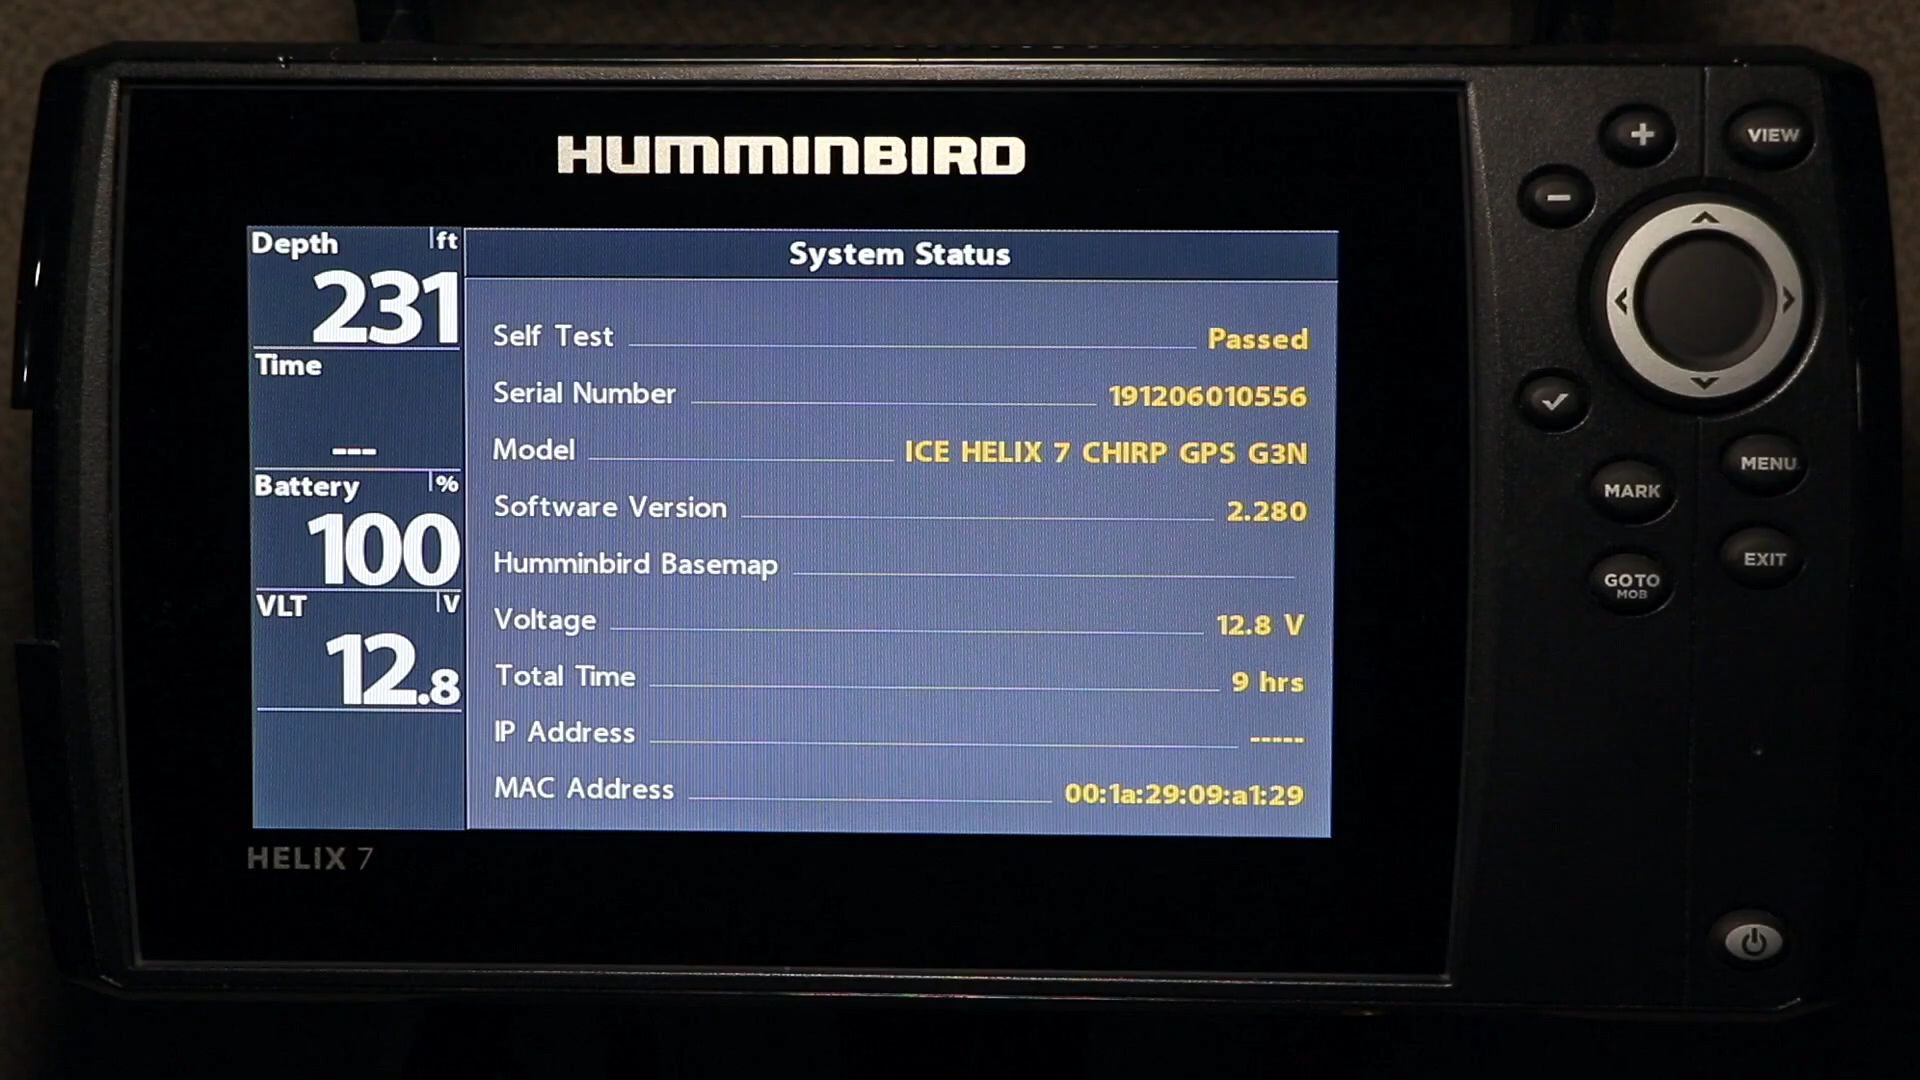 HUMMINBIRD
Depth ft
231
Time
---
Battery %
100
VLT V
12.8
System Status
Self Test Passed
Serial Number 191206010556
Model ICE HELIX 7 CHIRP GPS G3N
Software Version 2.280
Humminbird Basemap
Voltage 12.8 V
Total Time 9 hrs
IP Address -----
MAC Address 00:1a:29:09:a1:29
HELIX 7
+
VIEW
-
MENU
MARK
EXIT
GO TO
MOB